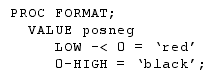 PROC FORMAT;
VALUE posneg
LOW -< 0 = ‘red’
0-HIGH = ‘black’;